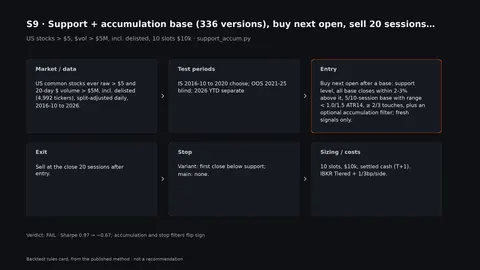 S9 · Support + accumulation base (336 versions), buy next open, sell 20 sessions…
US stocks > $5, $vol > $5M, incl. delisted, 10 slots $10k · support_accum.py
Market / data
US common stocks ever raw > $5 and
20-day $ volume > $5M, incl. delisted
(4,992 tickers), split-adjusted daily,
2016-10 to 2026.
Test periods
IS 2016-10 to 2020 choose; OOS 2021-25
blind; 2026 YTD separate
Entry
Buy next open after a base: support
level, all base closes within 2-3%
above it, 5/10-session base with range
< 1.0/1.5 ATR14, ≥ 2/3 touches, plus an
optional accumulation filter; fresh
signals only.
Exit
Sell at the close 20 sessions after
entry.
Stop
Variant: first close below support;
main: none.
Sizing / costs
10 slots, $10k, settled cash (T+1).
IBKR Tiered + 1/3bp/side.
Verdict: FAIL · Sharpe 0.97 → −0.67; accumulation and stop filters flip sign
Backtest rules card, from the published method · not a recommendation